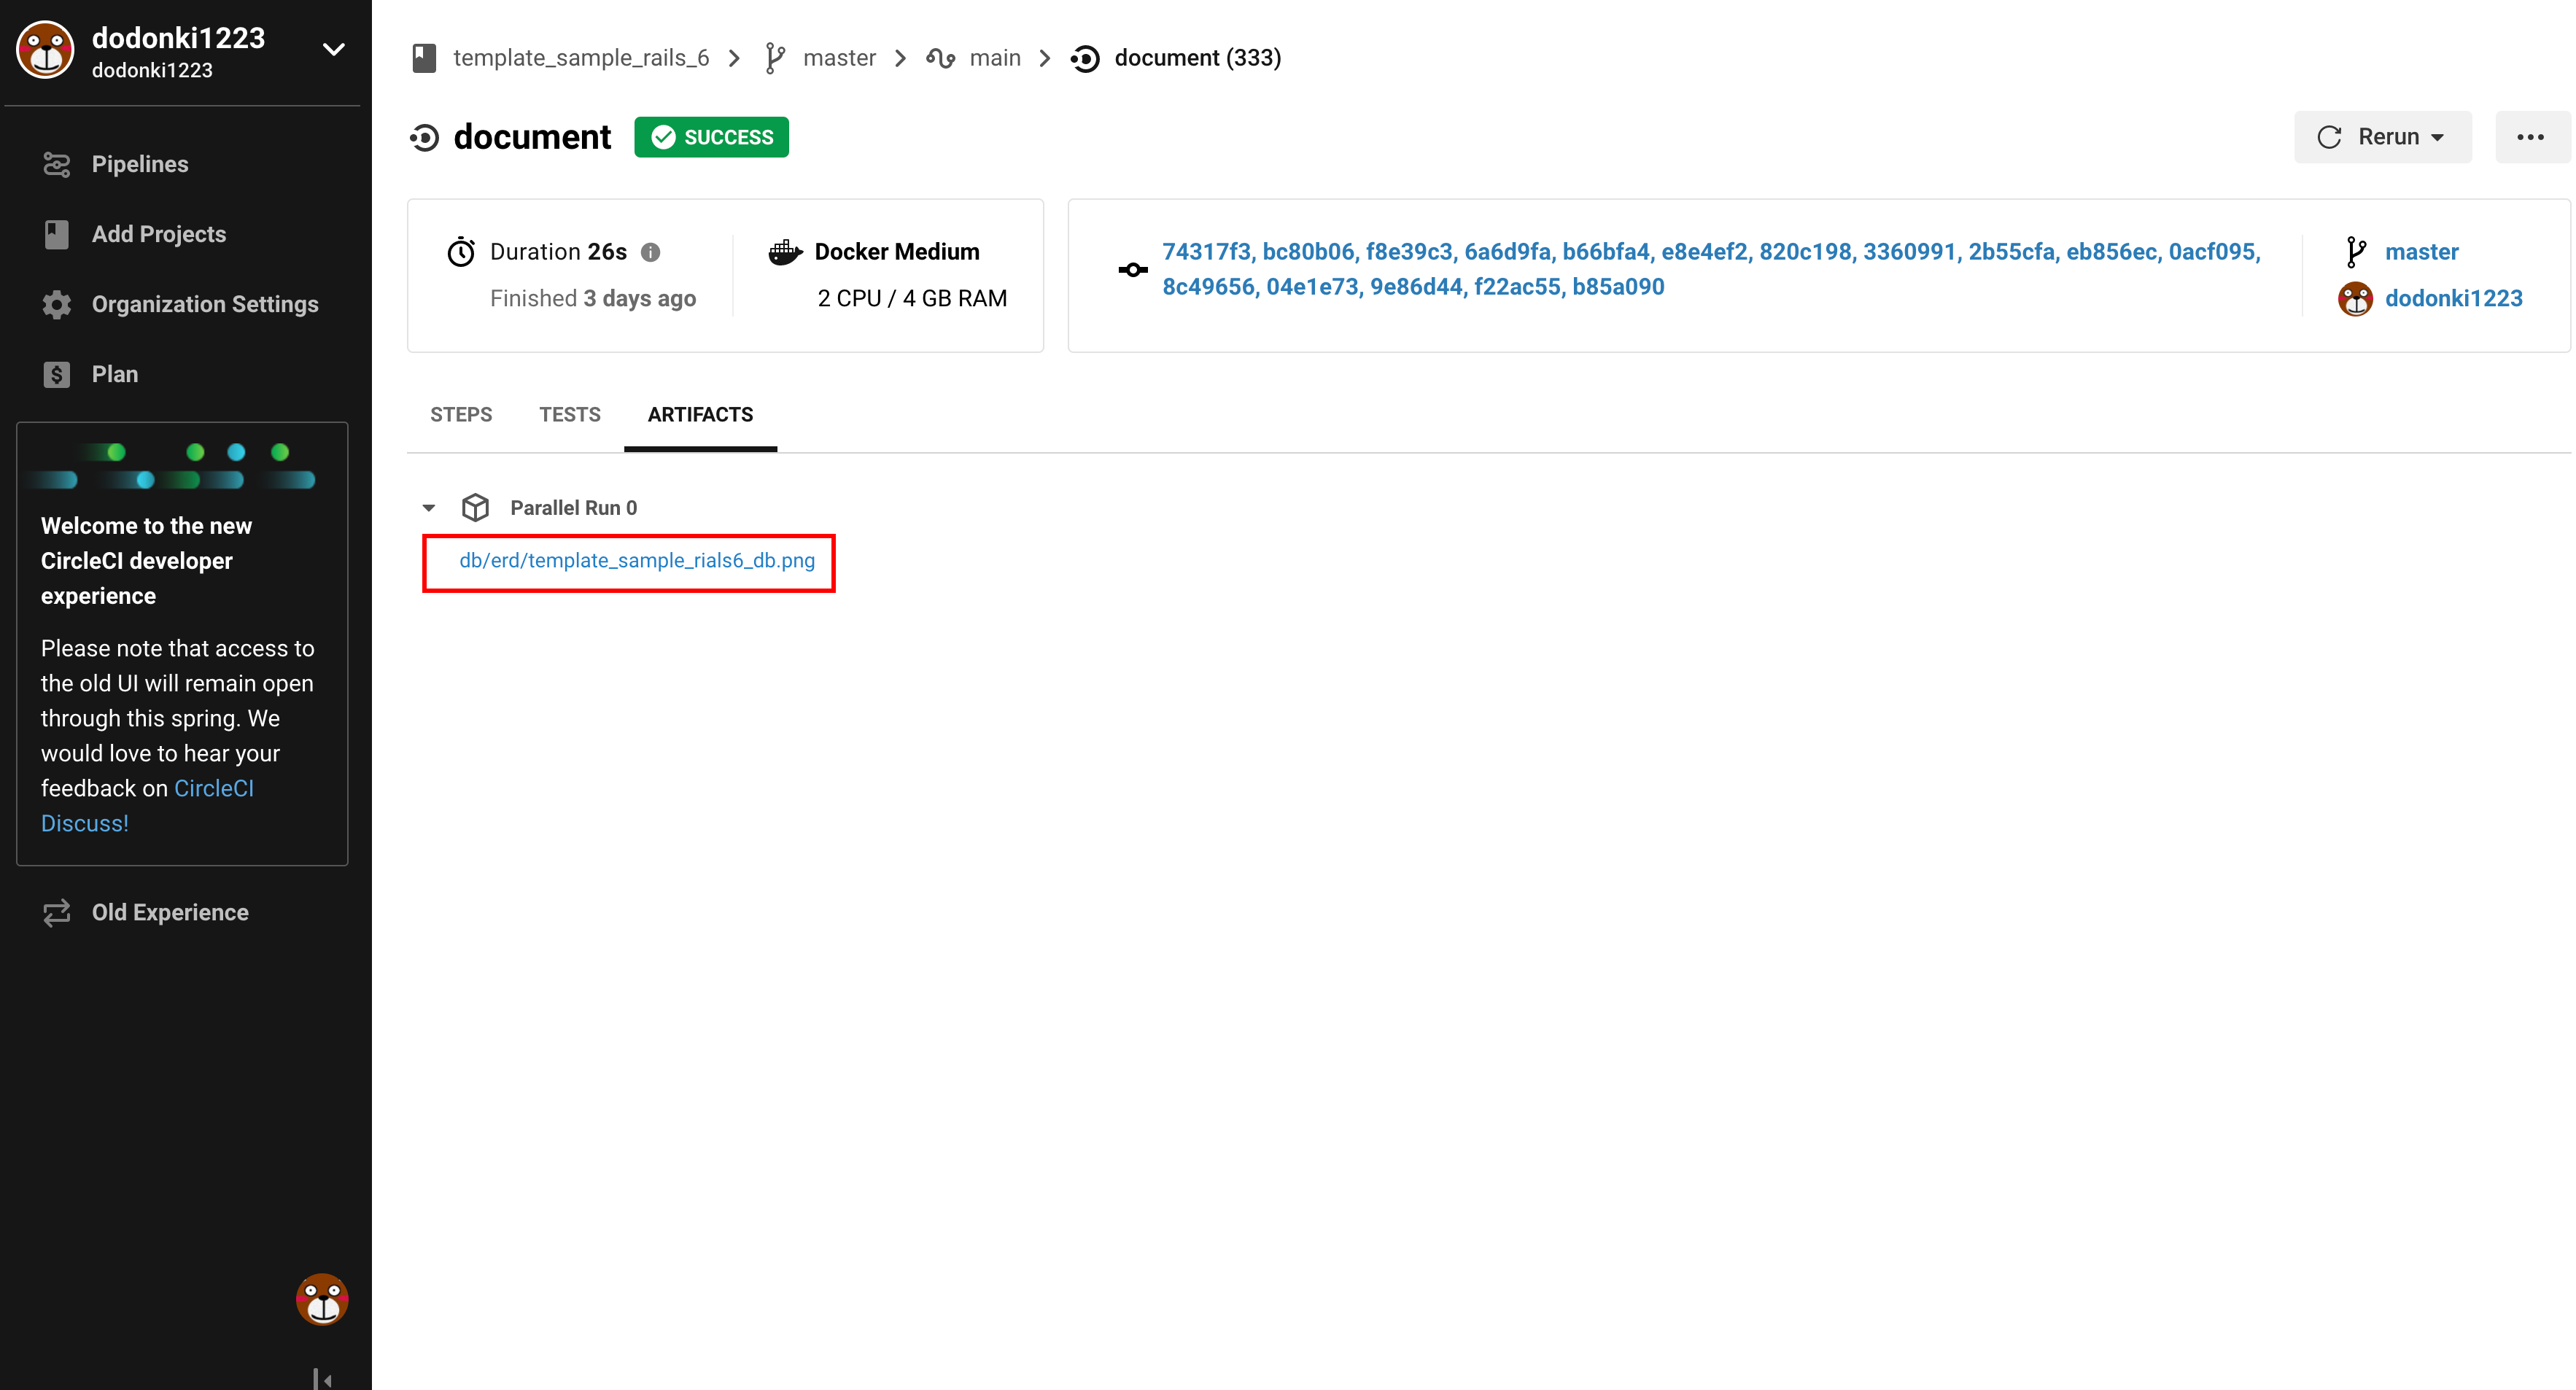 dodonki1223
dodonki1223
Pipelines
Add Projects
Organization Settings
Plan
Welcome to the new
CircleCI developer
experience
Please note that access to
the old UI will remain open
through this spring. We
would love to hear your
feedback on CircleCI
Discuss!
Old Experience
template_sample_rails_6 master main document (333)
document SUCCESS
Rerun
Duration 26s
Finished 3 days ago
Docker Medium
2 CPU / 4 GB RAM
74317f3, bc80b06, f8e39c3, 6a6d9fa, b66bfa4, e8e4ef2, 820c198, 3360991, 2b55cfa, eb856ec, 0acf095,
8c49656, 04e1e73, 9e86d44, f22ac55, b85a090
master
dodonki1223
STEPS TESTS ARTIFACTS
Parallel Run 0
db/erd/template_sample_rials6_db.png